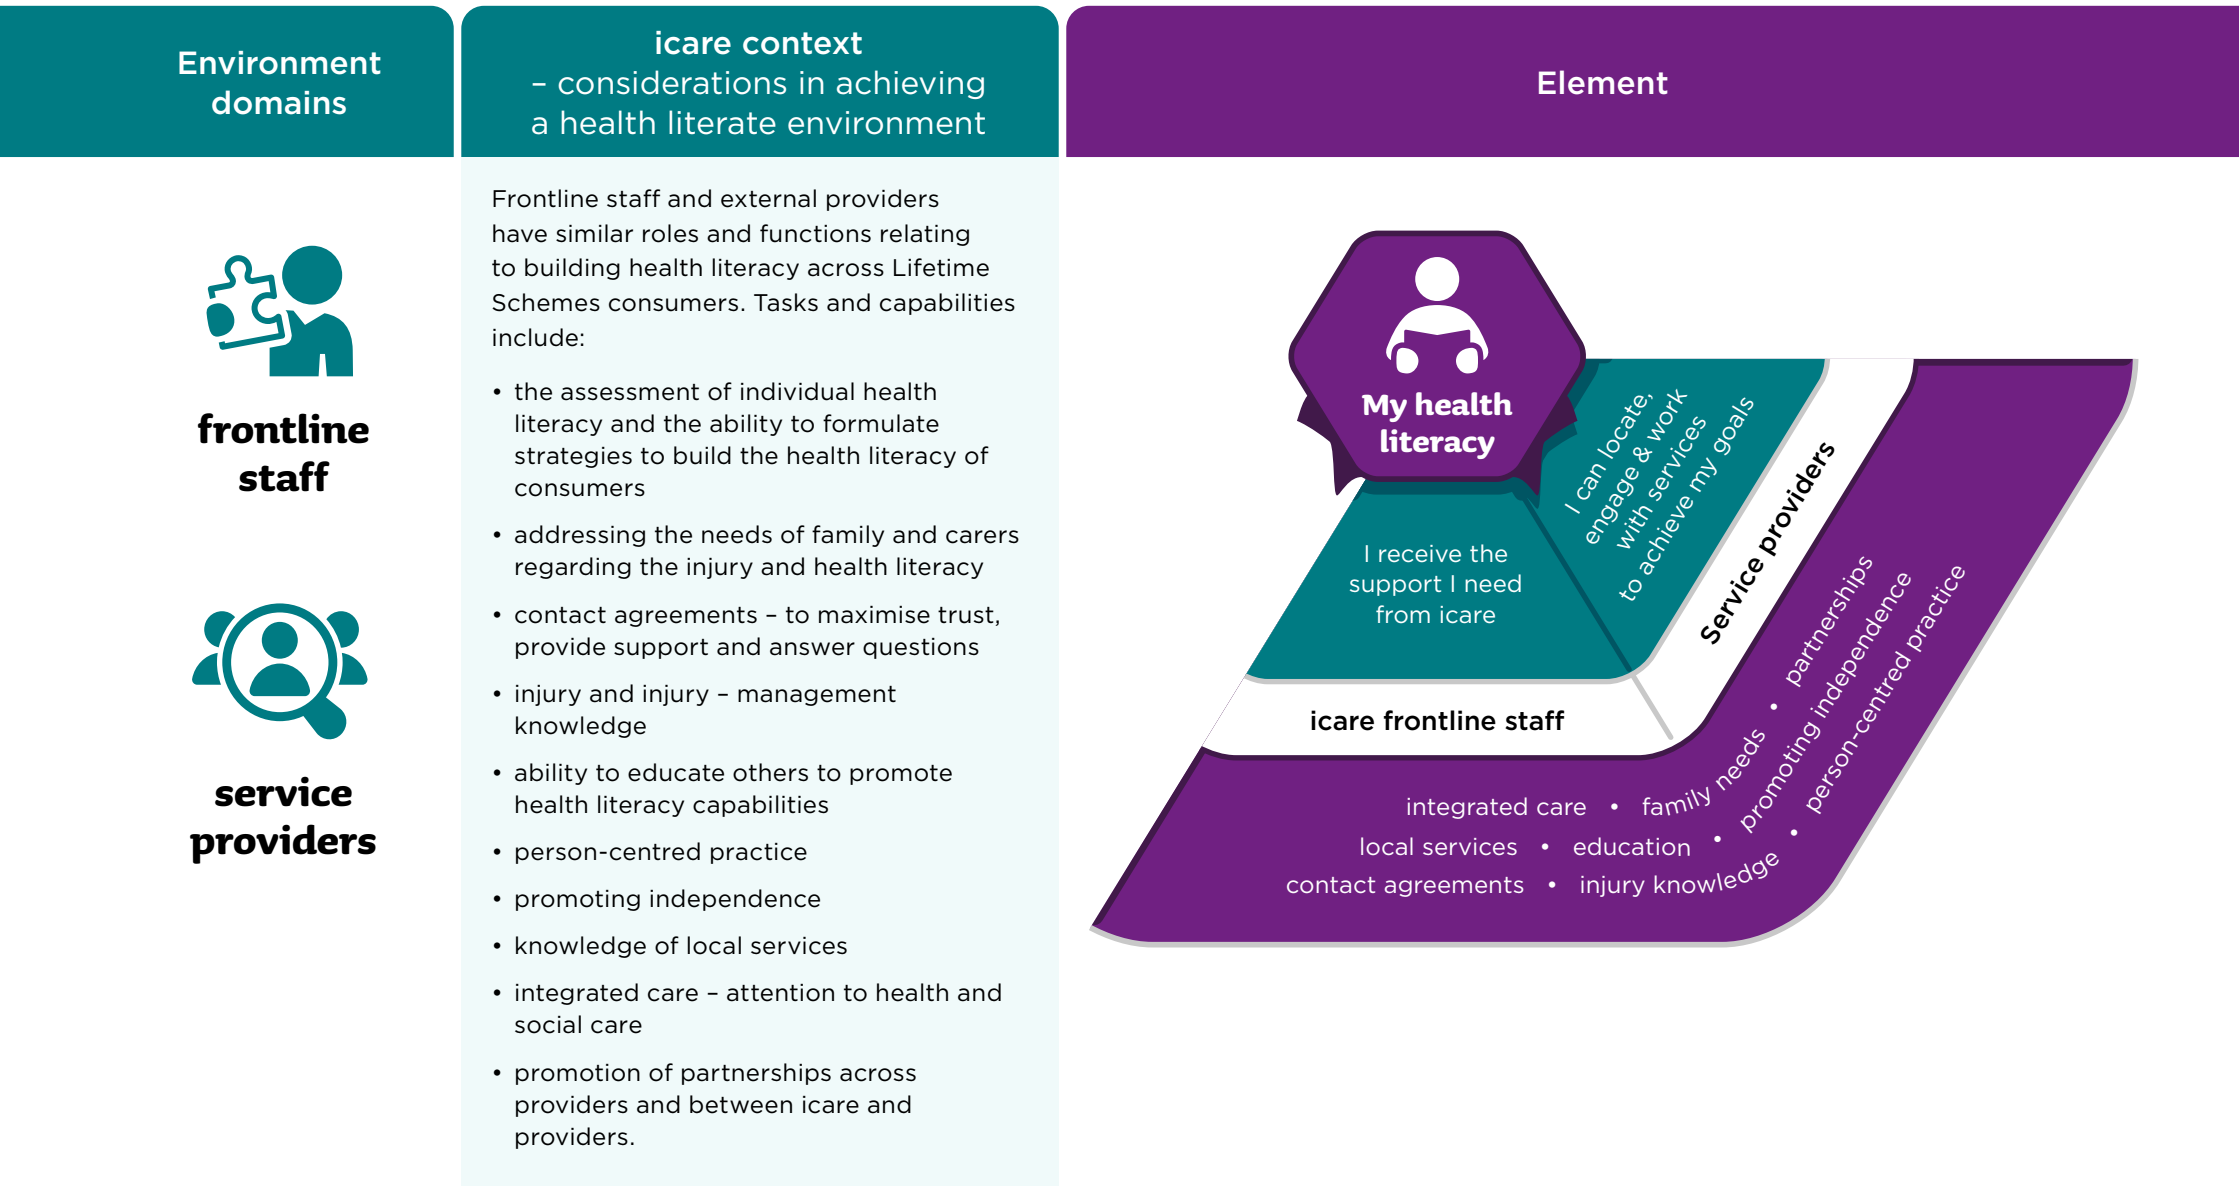 Environment
domains
icare context
– considerations in achieving
a health literate environment
Element
frontline
staff
service
providers
Frontline staff and external providers
have similar roles and functions relating
to building health literacy across Lifetime
Schemes consumers. Tasks and capabilities
include:
• the assessment of individual health
literacy and the ability to formulate
strategies to build the health literacy of
consumers
• addressing the needs of family and carers
regarding the injury and health literacy
• contact agreements – to maximise trust,
provide support and answer questions
• injury and injury – management
knowledge
• ability to educate others to promote
health literacy capabilities
• person-centred practice
• promoting independence
• knowledge of local services
• integrated care – attention to health and
social care
• promotion of partnerships across
providers and between icare and
providers.
My health
literacy
I receive the
support I need
from icare
I can locate,
engage & work
with services
to achieve my goals
icare frontline staff
Service providers
integrated care • family needs • partnerships
local services • education • promoting independence
contact agreements • injury knowledge • person-centred practice